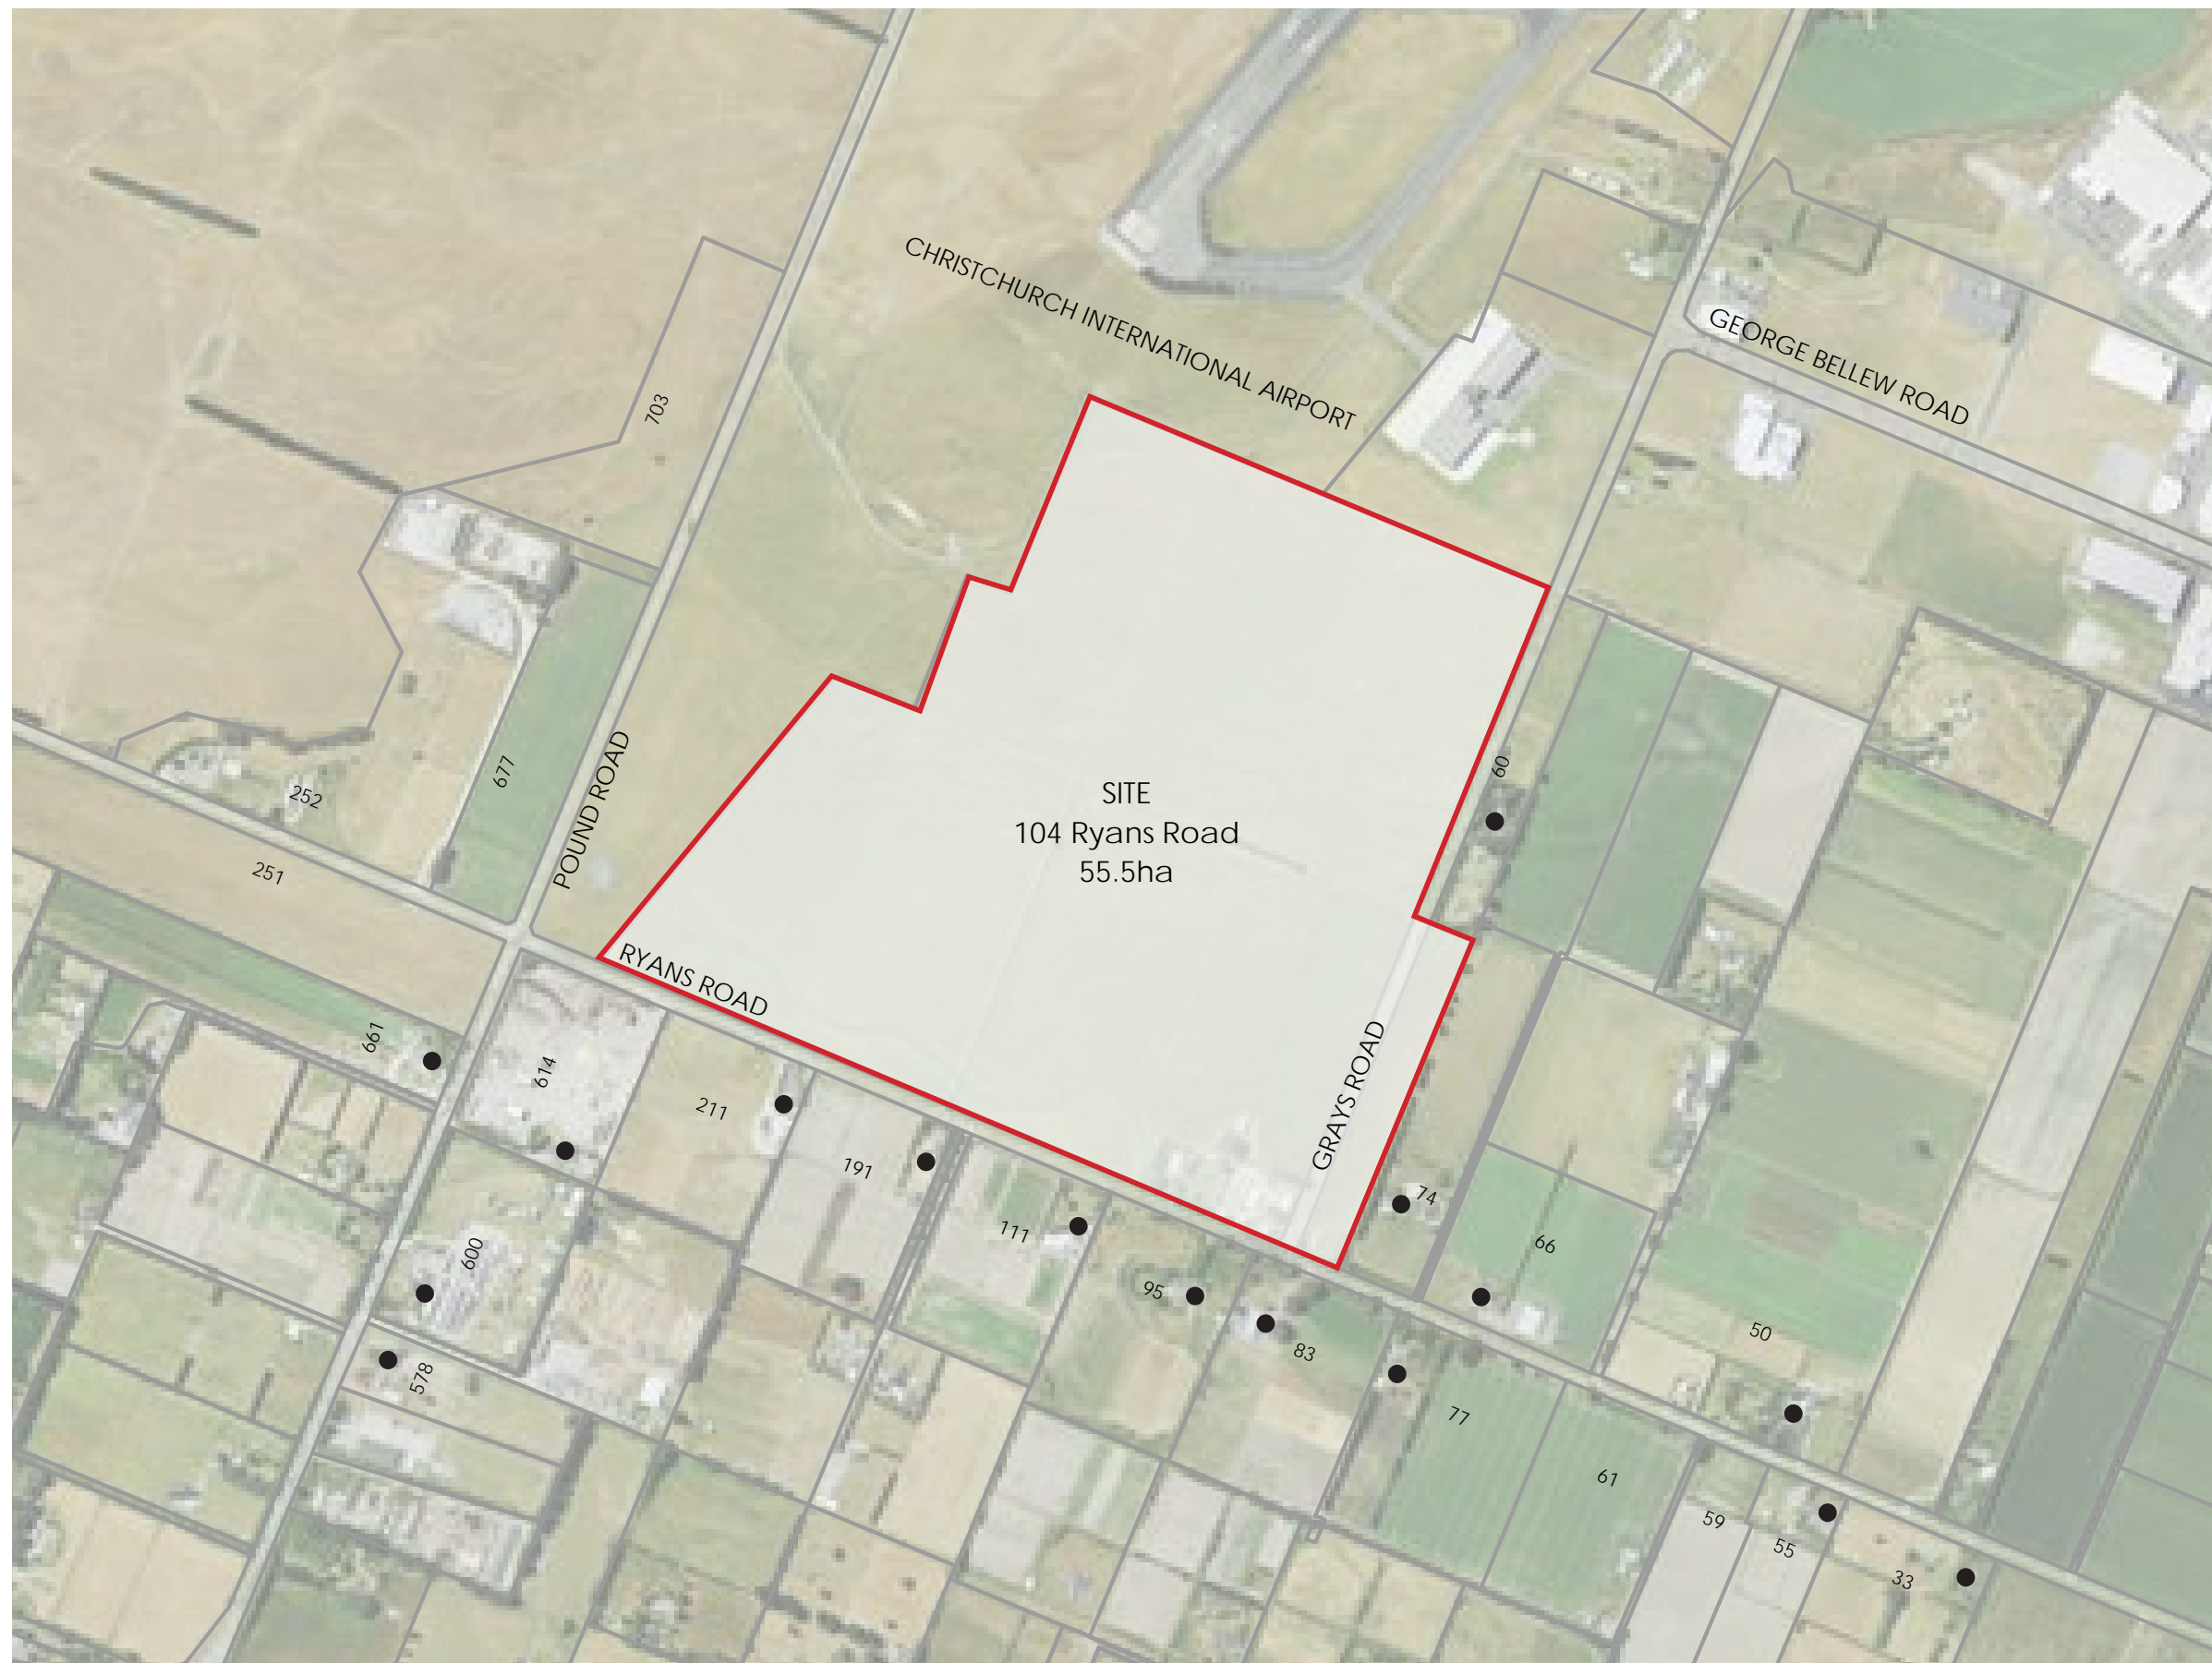 CHRISTCHURCH INTERNATIONAL AIRPORT
GEORGE BELLEW ROAD
703
677
POUND ROAD
252
251
60
SITE
104 Ryans Road
55.5ha
RYANS ROAD
GRAYS ROAD
661
614
211
191
111
74
66
95
83
600
578
77
50
61
59
55
33